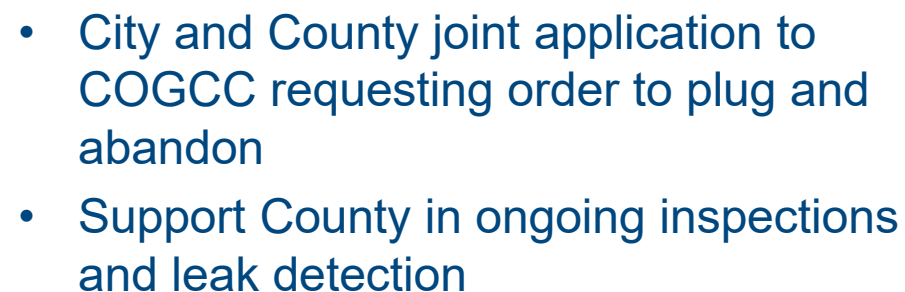 • City and County joint application to
COGCC requesting order to plug and
abandon
• Support County in ongoing inspections
and leak detection